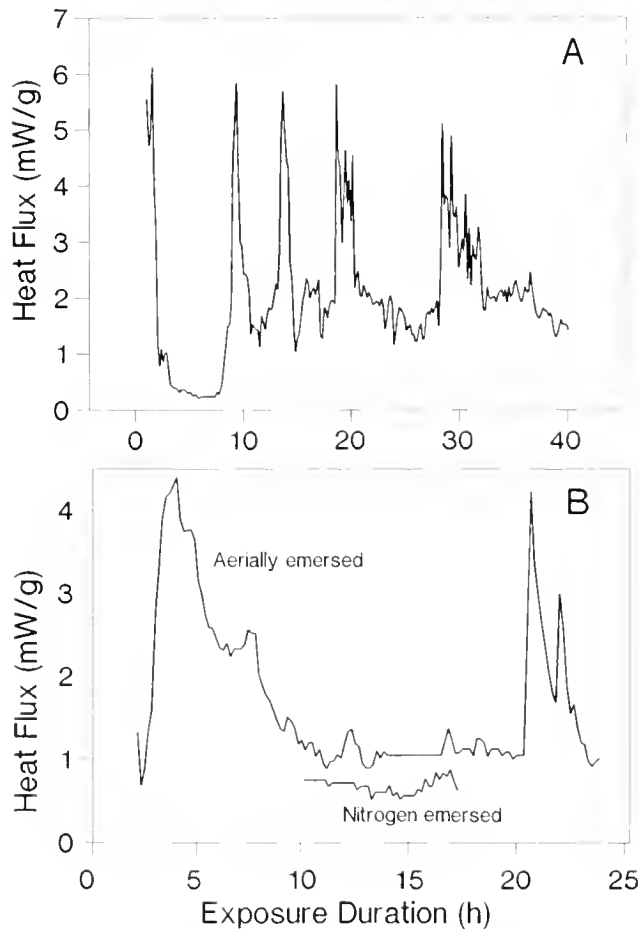 A
Heat Flux (mW/g)
7
6
5
4
3
2
1
0
0 10 20 30 40
B
Heat Flux (mW/g)
4
3
2
1
0
Aerially emersed
Nitrogen emersed
0 5 10 15 20 25
Exposure Duration (h)